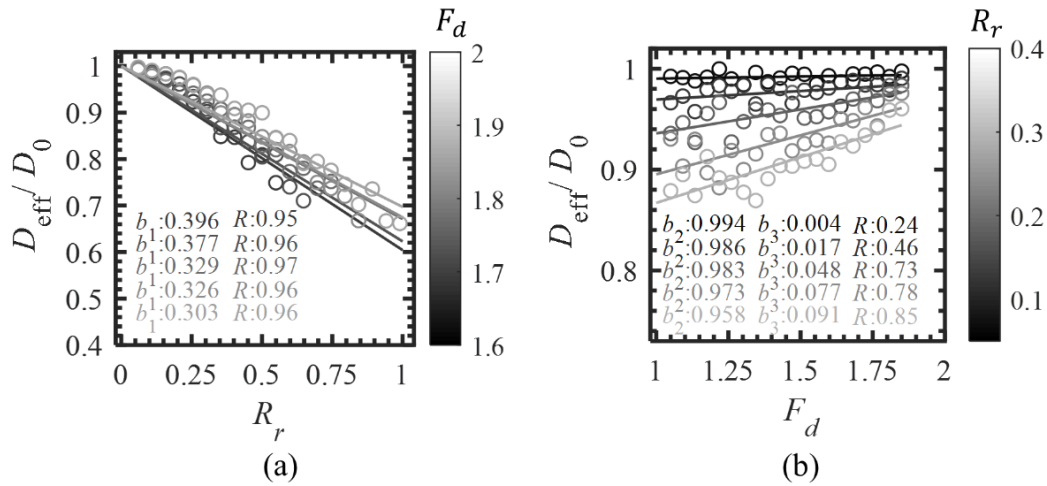 F_d
R_r
1
0.9
0.8
0.7
0.6
0.5
0.4
D_eff/ D_0
b_1:0.396 R:0.95
b_1:0.377 R:0.96
b_1:0.329 R:0.97
b_1:0.326 R:0.96
b_1:0.303 R:0.96
0 0.25 0.5 0.75 1
R_r
2
1.9
1.8
1.7
1.6
(a)
1
0.9
0.8
D_eff/ D_0
b_2:0.994 b_3:0.004 R:0.24
b_2:0.986 b_3:0.017 R:0.46
b_2:0.983 b_3:0.048 R:0.73
b_2:0.973 b_3:0.077 R:0.78
b_2:0.958 b_3:0.091 R:0.85
1 1.25 1.5 1.75 2
F_d
0.4
0.3
0.2
0.1
(b)